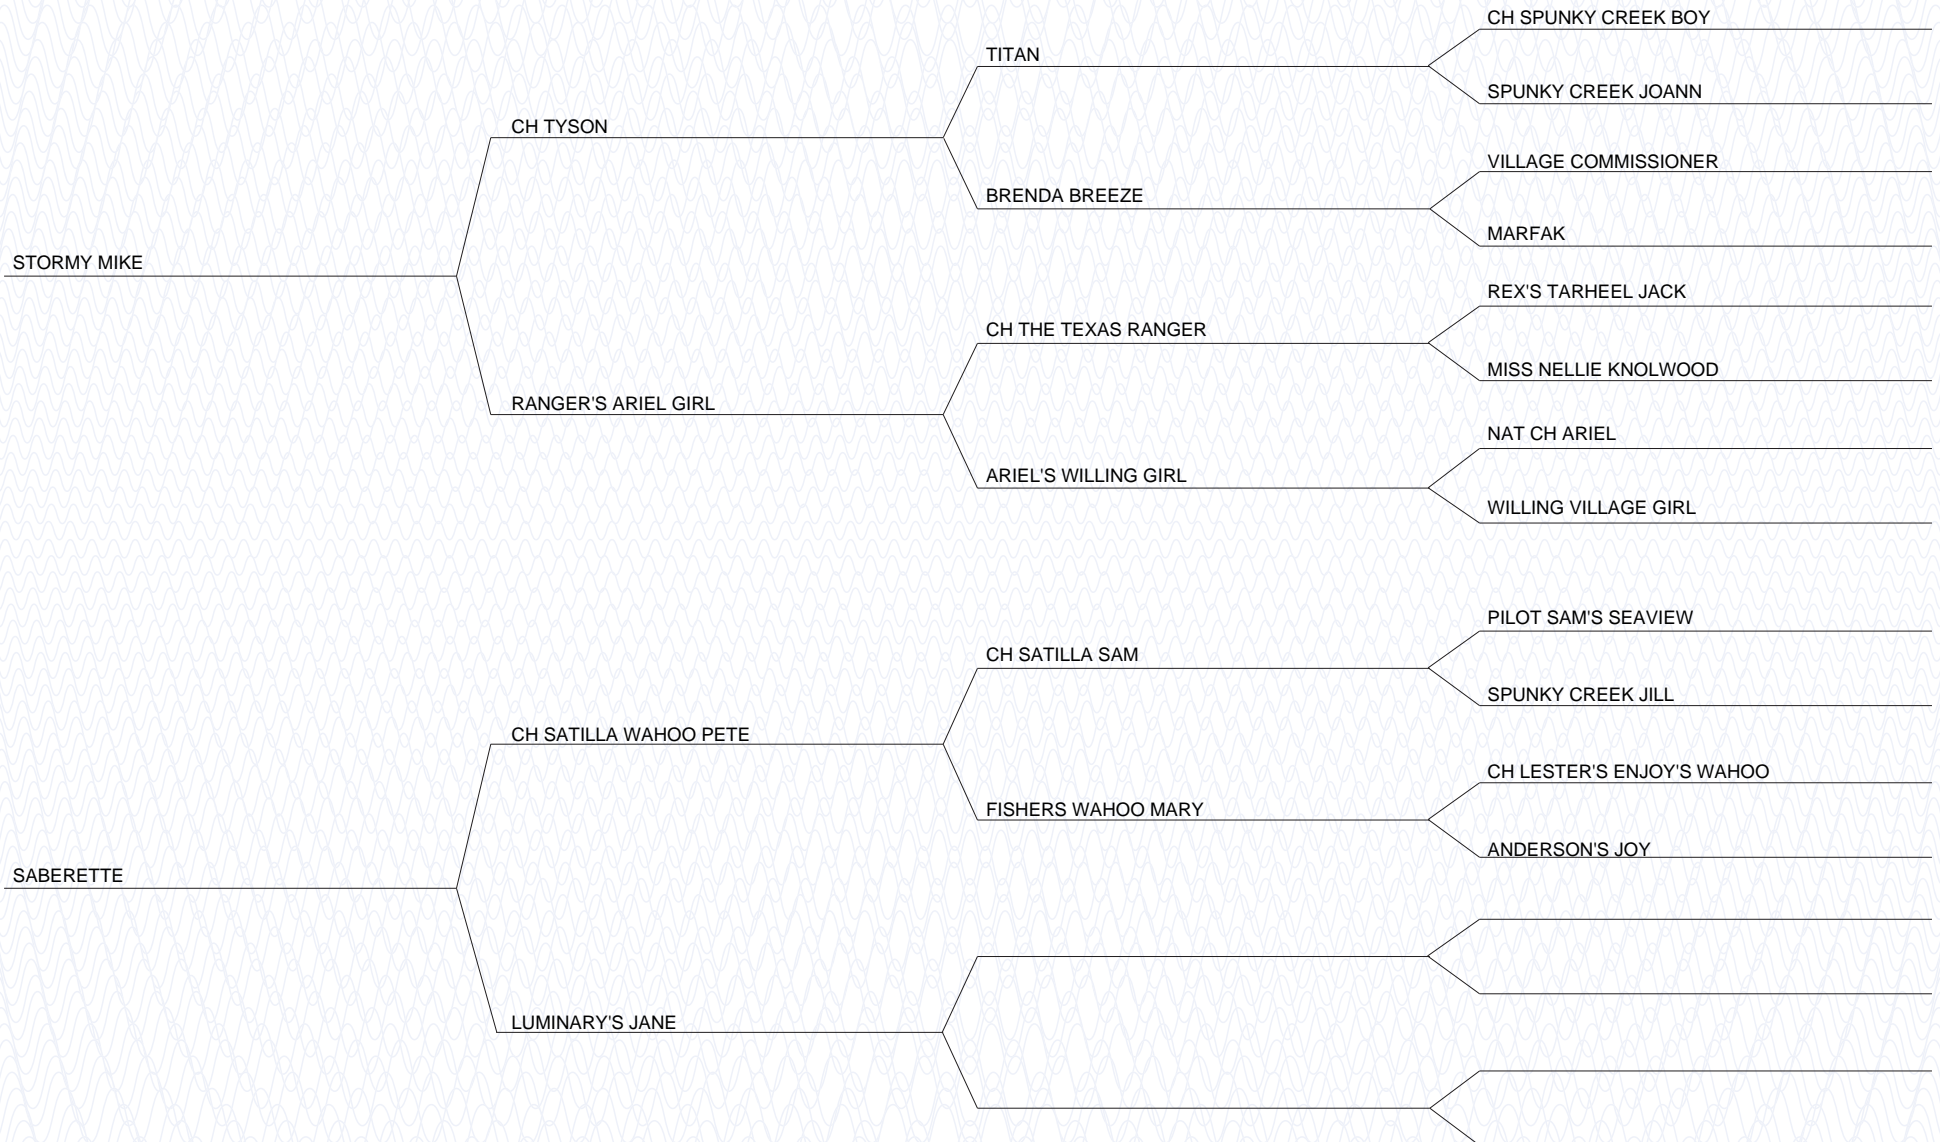 CH SPUNKY CREEK BOY
TITAN
SPUNKY CREEK JOANN
CH TYSON
VILLAGE COMMISSIONER
BRENDA BREEZE
MARFAK
STORMY MIKE
REX'S TARHEEL JACK
CH THE TEXAS RANGER
MISS NELLIE KNOLWOOD
RANGER'S ARIEL GIRL
NAT CH ARIEL
ARIEL'S WILLING GIRL
WILLING VILLAGE GIRL
PILOT SAM'S SEAVIEW
CH SATILLA SAM
SPUNKY CREEK JILL
CH SATILLA WAHOO PETE
CH LESTER'S ENJOY'S WAHOO
FISHERS WAHOO MARY
ANDERSON'S JOY
SABERETTE
LUMINARY'S JANE